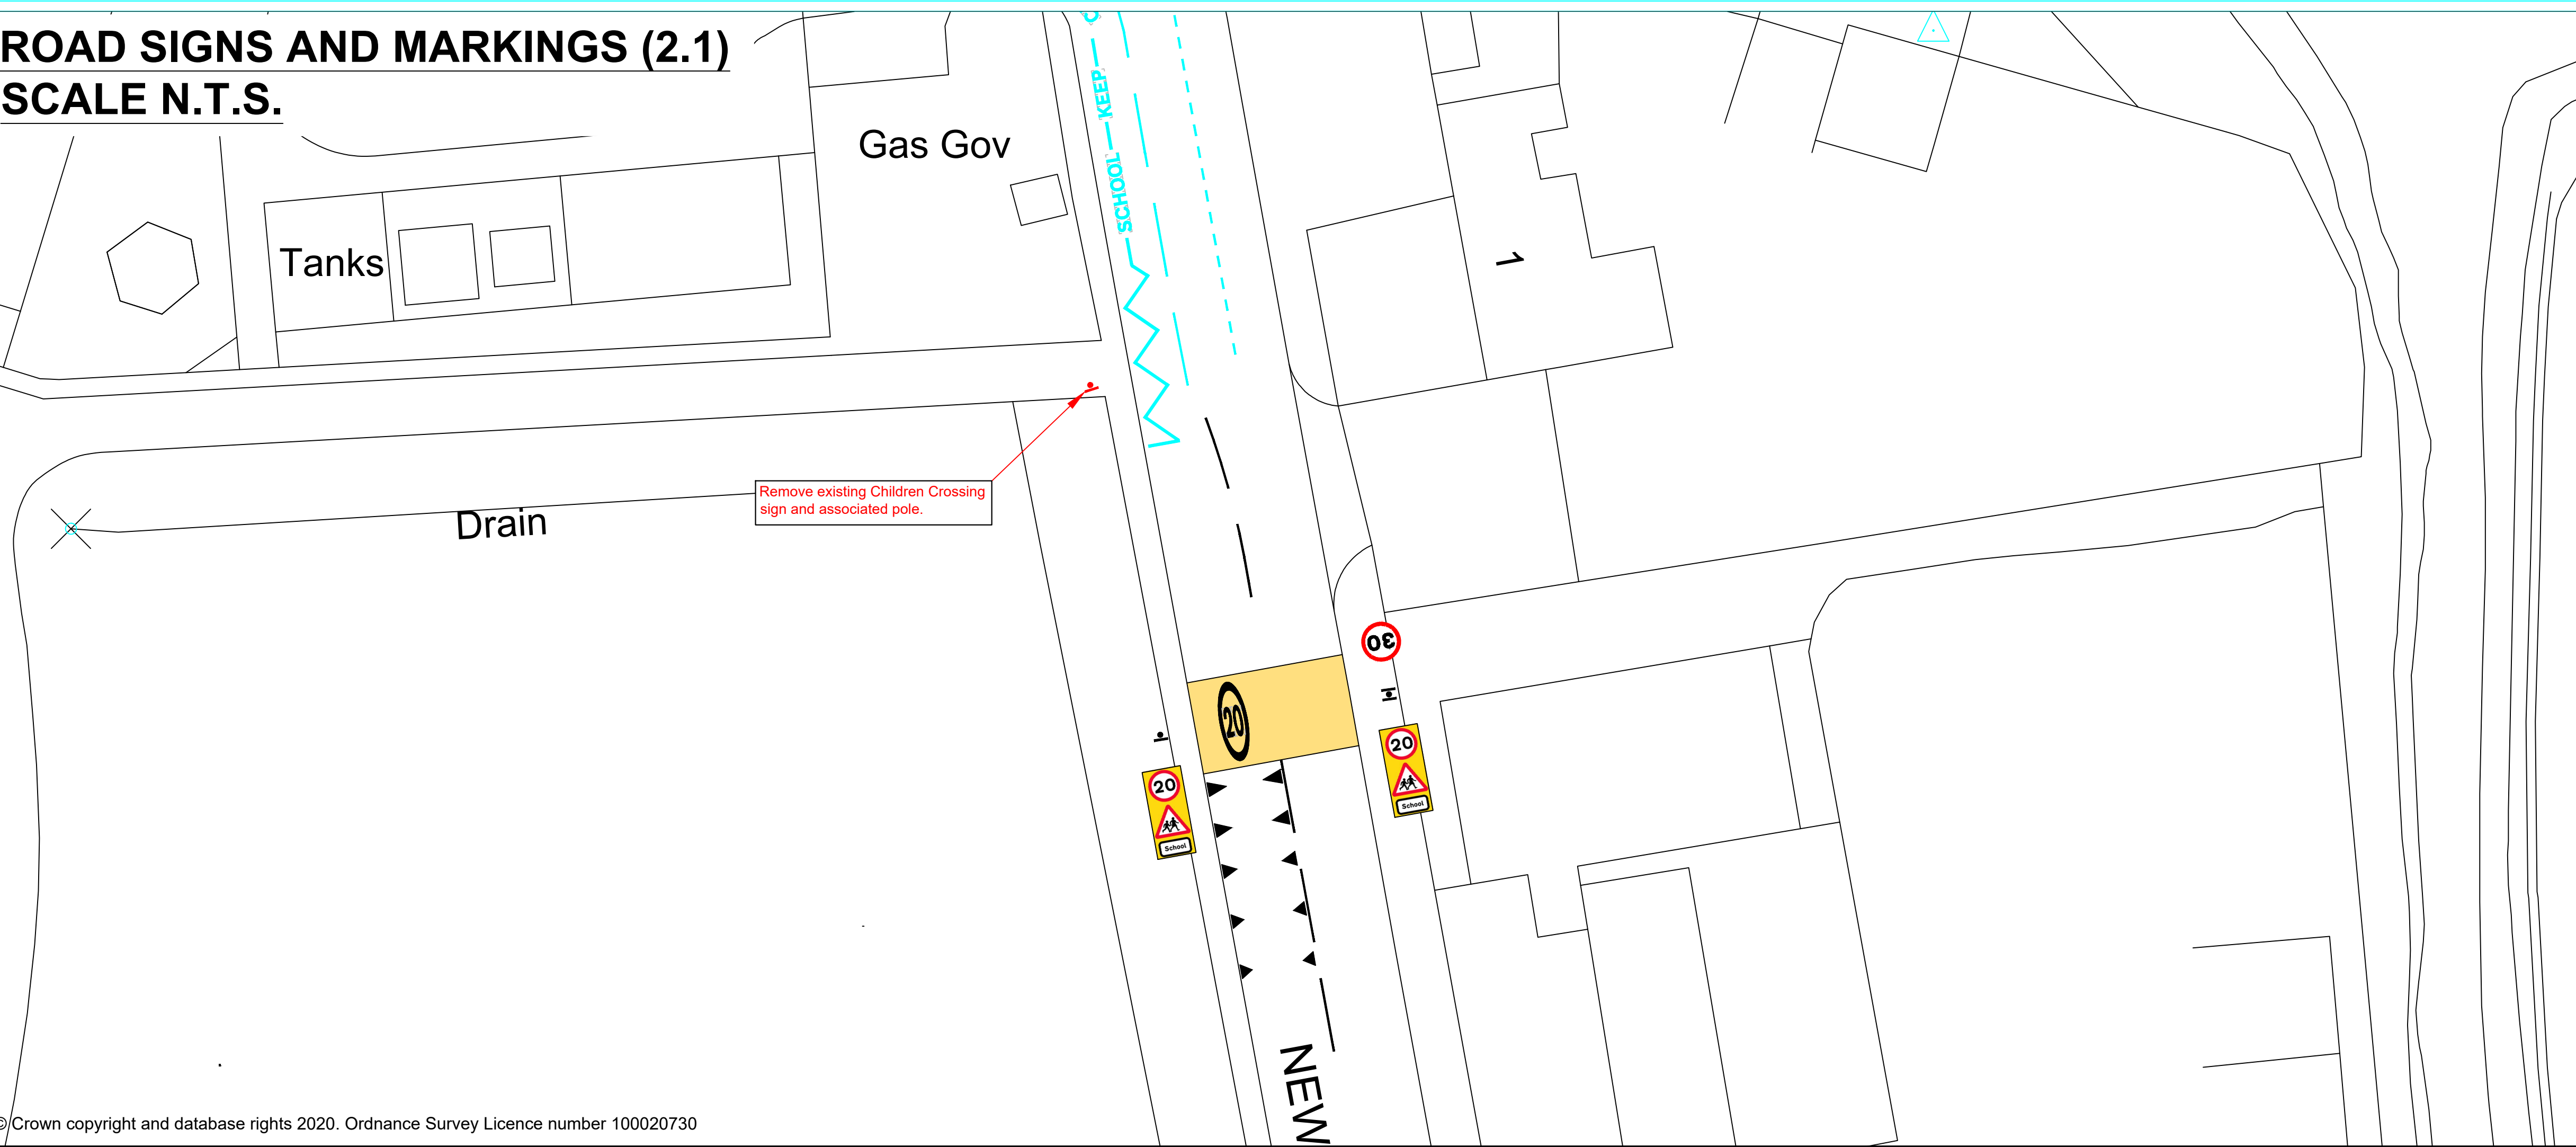 ROAD SIGNS AND MARKINGS (2.1)
SCALE N.T.S.
SCHOOL KEEP C
Gas Gov
Tanks
1
Remove existing Children Crossing
sign and associated pole.
Drain
30
20
20
School
20
School
NEW
© Crown copyright and database rights 2020. Ordnance Survey Licence number 100020730